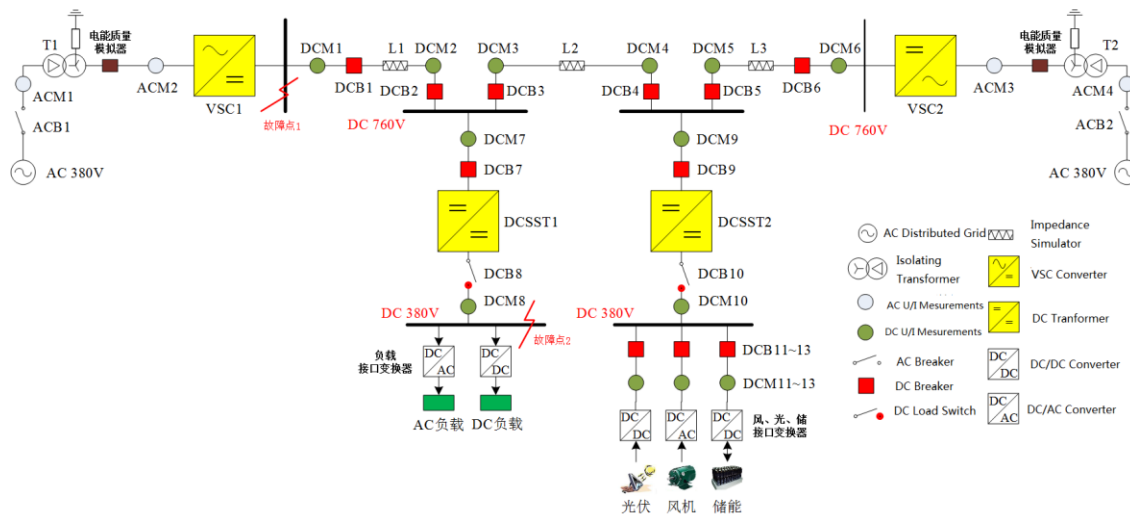 电能质量
模拟器
T1
ACM1
ACB1
AC 380V
ACM2
VSC1
故障点1
DCM1
DCB1
L1
DCM2
DCB2
DCM3
DCB3
L2
DCM4
DCB4
DCM5
DCB5
L3
DCM6
DCB6
DC 760V
DC 760V
VSC2
ACM3
电能质量
模拟器
T2
ACM4
ACB2
AC 380V
DCM7
DCB7
DCSST1
DCB8
DCM8
DC 380V
故障点2
负载
接口变换器
DC
AC
DC
DC
AC负载
DC负载
DCM9
DCB9
DCSST2
DCB10
DCM10
DC 380V
DCB11~13
DCM11~13
DC
DC
DC
AC
DC
DC
风、光、储
接口变换器
光伏
风机
储能
AC Distributed Grid
Impedance
Simulator
Isolating
Transformer
VSC Converter
AC U/I Mesurements
DC U/I Mesurements
DC Tranformer
AC Breaker
DC
DC
DC/DC Converter
DC Breaker
DC Load Switch
DC
AC
DC/AC Converter